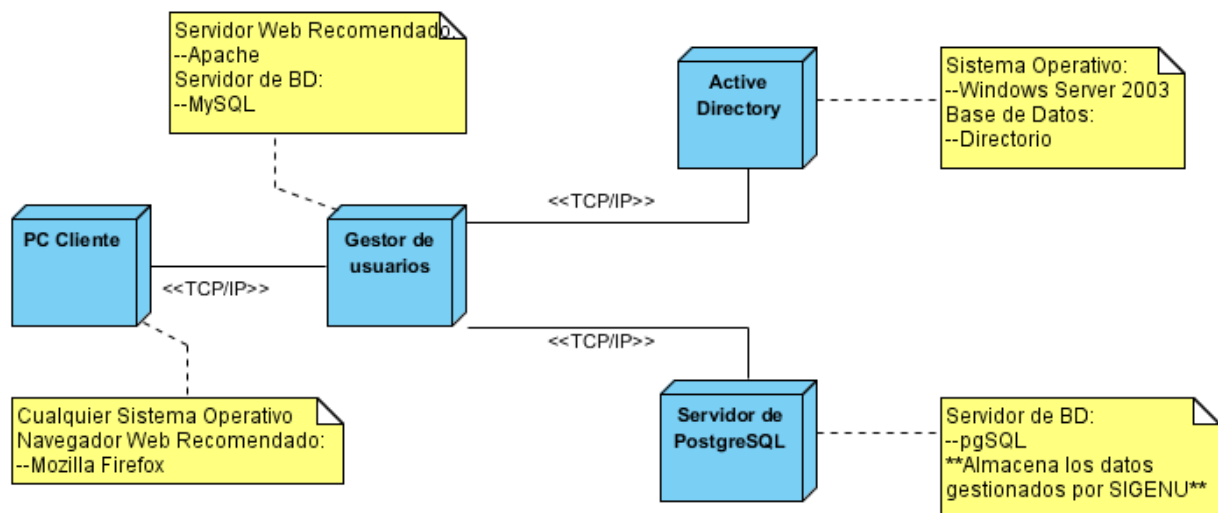 Servidor Web Recomendado:
--Apache
Servidor de BD:
--MySQL
Active
Directory
Sistema Operativo:
--Windows Server 2003
Base de Datos:
--Directorio
<<TCP/IP>>
PC Cliente
Gestor de
usuarios
<<TCP/IP>>
<<TCP/IP>>
Cualquier Sistema Operativo
Navegador Web Recomendado:
--Mozilla Firefox
Servidor de
PostgreSQL
Servidor de BD:
--pgSQL
**Almacena los datos
gestionados por SIGENU**